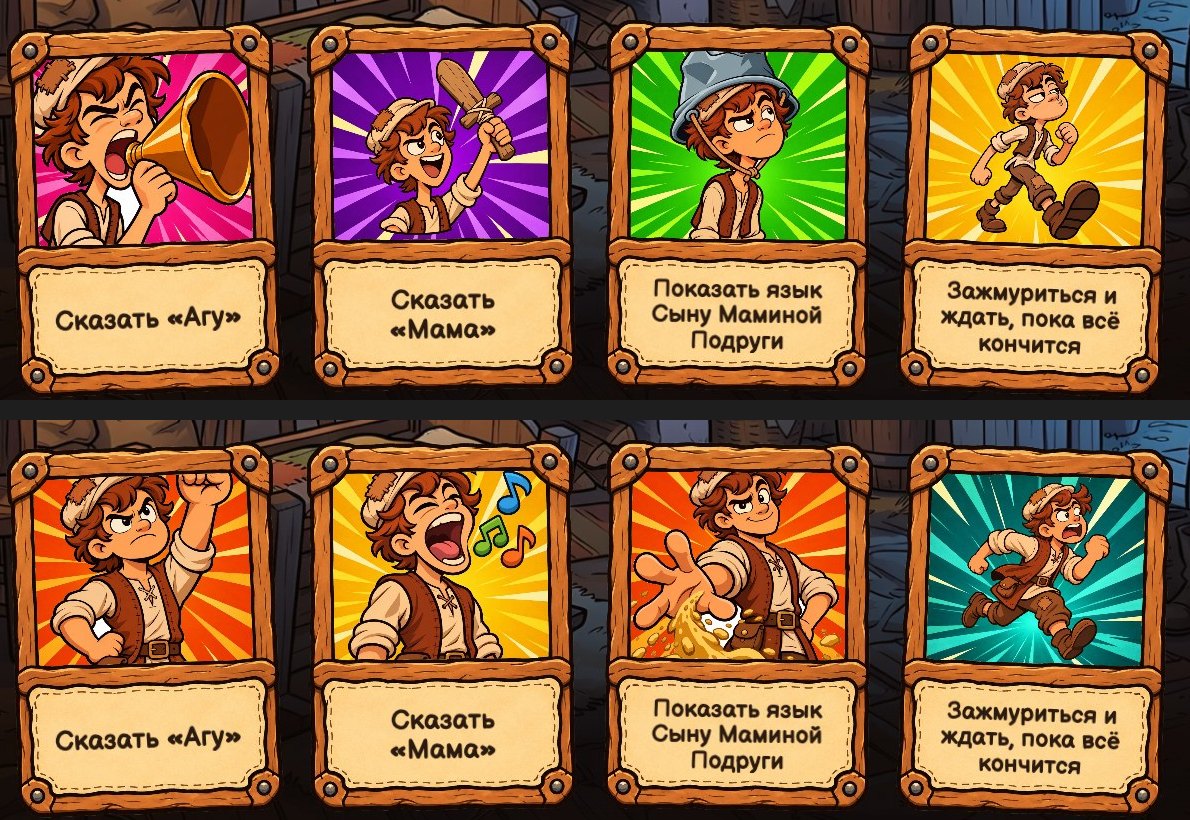 Сказать «Агу»
Сказать
«Мама»
Показать язык
Сыну Маминой
Подруги
Зажмуриться и
ждать, пока всё
кончится
Сказать «Агу»
Сказать
«Мама»
Показать язык
Сыну Маминой
Подруги
Зажмуриться и
ждать, пока всё
кончится